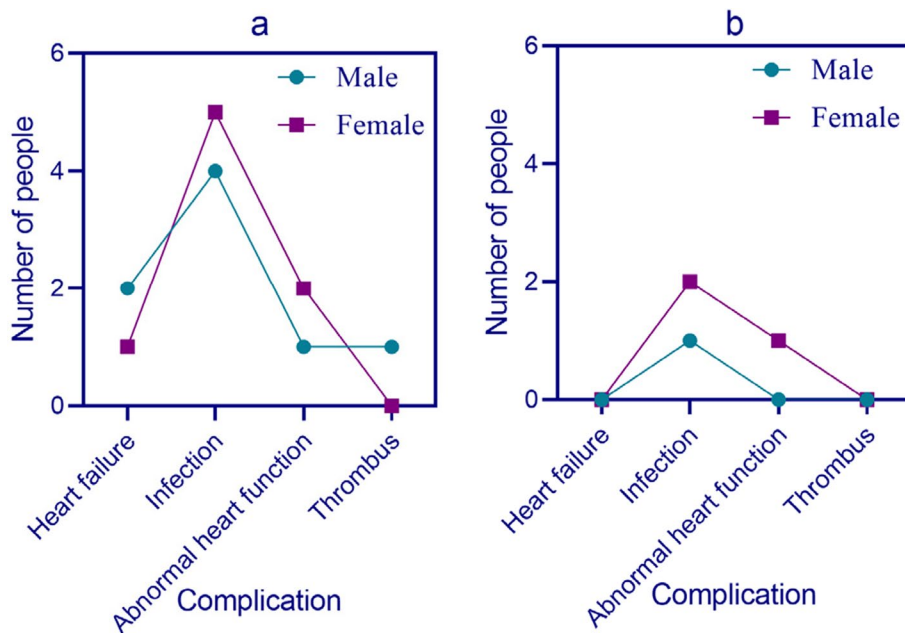 a
6
4
2
0
Number of people
Male
Female
Heart failure
Infection
Abnormal heart function
Thrombus
Complication
b
6
4
2
0
Number of people
Male
Female
Heart failure
Infection
Abnormal heart function
Thrombus
Complication